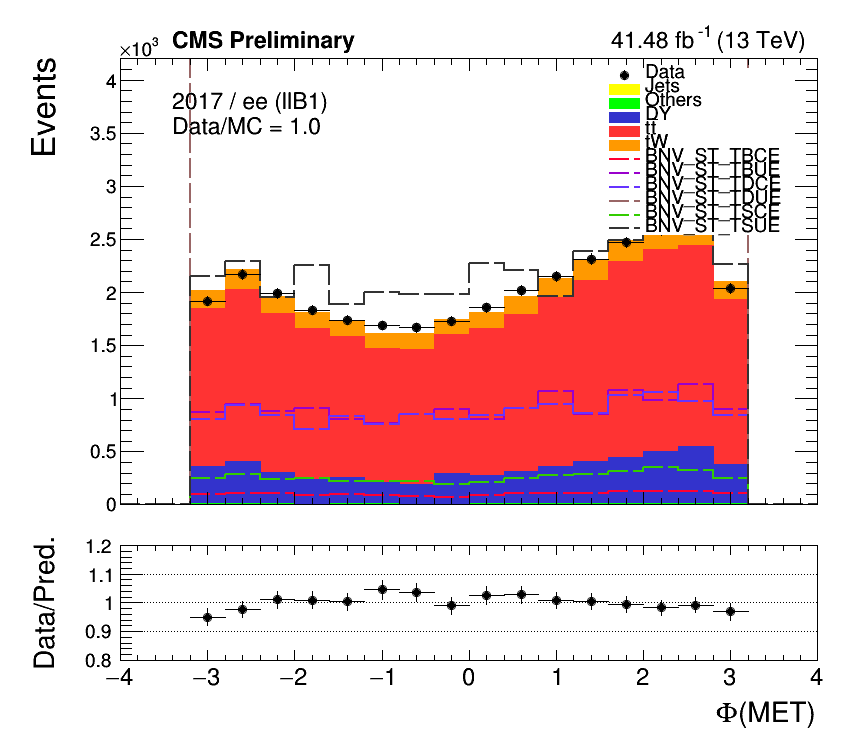 CMS Preliminary
41.48 fb-1 (13 TeV)
×10³
Events
2017 / ee (IIB1)
Data/MC = 1.0
Data
Jets
Others
DY
tt
tW
BNV_ST_TBCE
BNV_ST_TBUE
BNV_ST_TDCE
BNV_ST_TDUE
BNV_ST_TSCE
BNV_ST_TSUE
4
3.5
3
2.5
2
1.5
1
0.5
0
Data/Pred.
1.2
1.1
1
0.9
0.8
−4 −3 −2 −1 0 1 2 3 4
Φ(MET)